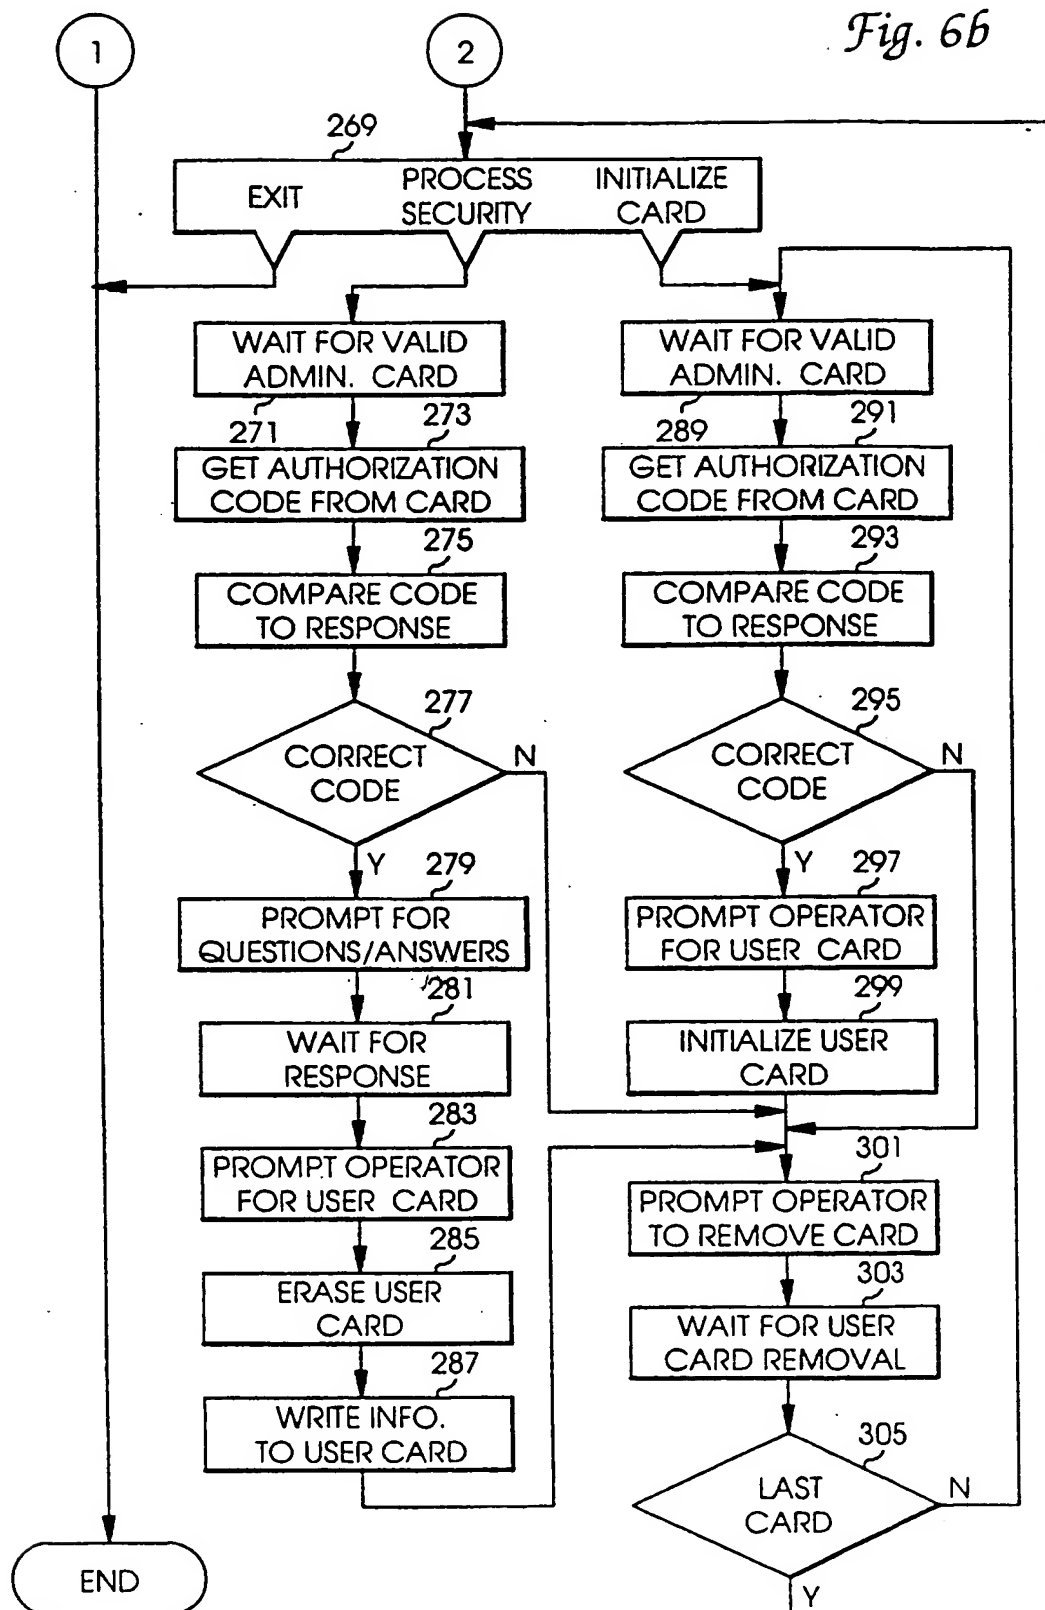 Fig. 6b
1
2
269
EXIT
PROCESS
SECURITY
INITIALIZE
CARD
WAIT FOR VALID
ADMIN. CARD
271
273
GET AUTHORIZATION
CODE FROM CARD
275
COMPARE CODE
TO RESPONSE
277
CORRECT
CODE
N
Y
279
PROMPT FOR
QUESTIONS/ANSWERS
281
WAIT FOR
RESPONSE
283
PROMPT OPERATOR
FOR USER CARD
285
ERASE USER
CARD
287
WRITE INFO.
TO USER CARD
WAIT FOR VALID
ADMIN. CARD
289
291
GET AUTHORIZATION
CODE FROM CARD
293
COMPARE CODE
TO RESPONSE
295
CORRECT
CODE
N
Y
297
PROMPT OPERATOR
FOR USER CARD
299
INITIALIZE USER
CARD
301
PROMPT OPERATOR
TO REMOVE CARD
303
WAIT FOR USER
CARD REMOVAL
305
LAST
CARD
N
Y
END